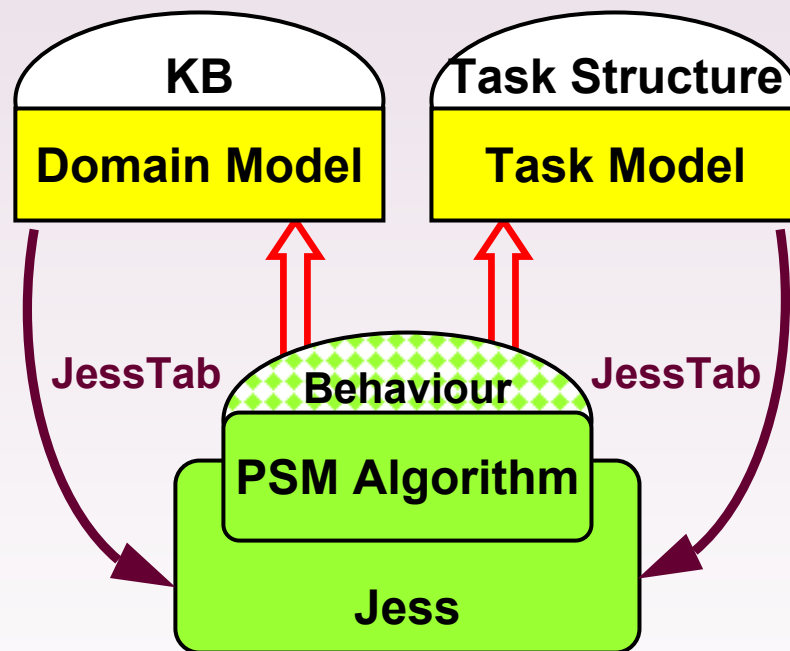 KB
Task Structure
Domain Model
Task Model
JessTab
JessTab
Behaviour
PSM Algorithm
Jess